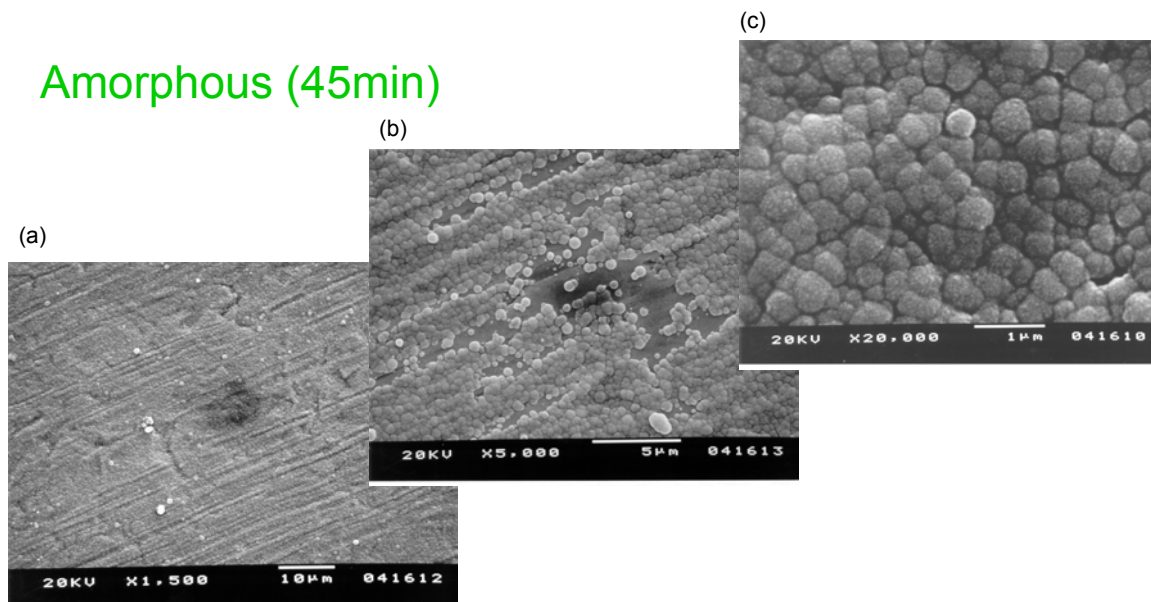 Amorphous (45min)
(a)
20KV X1,500 10μm 041612
(b)
20KV X5,000 5μm 041613
(c)
20KV X20,000 1μm 041610